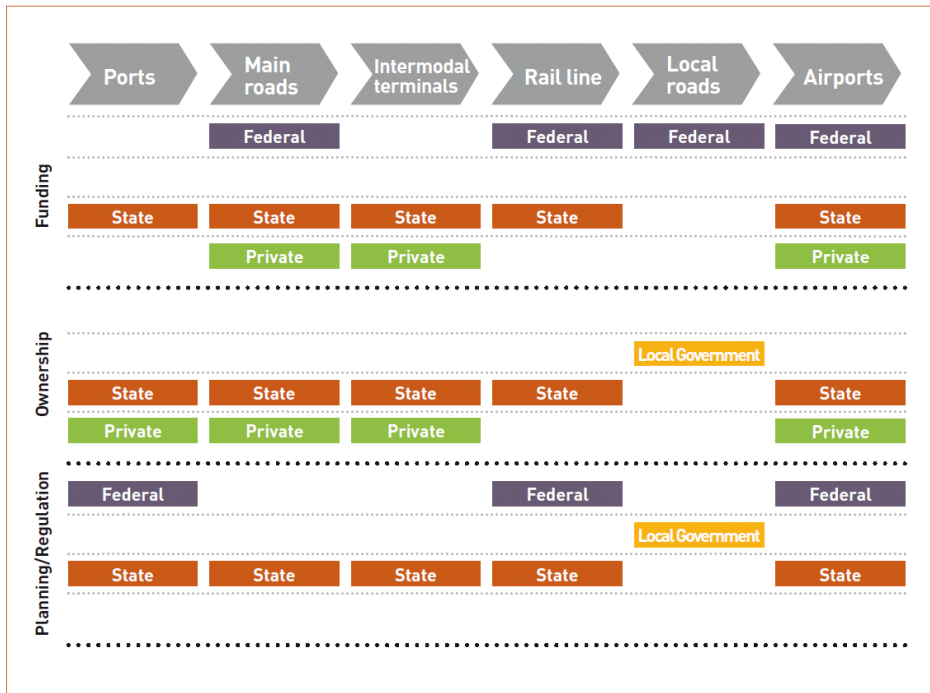 Ports
Main
roads
Intermodal
terminals
Rail line
Local
roads
Airports
Funding
Federal Federal Federal Federal
State State State State State
Private Private Private
Ownership
Local Government
State State State State State
Private Private Private Private
Planning/Regulation
Federal Federal Federal
Local Government
State State State State State